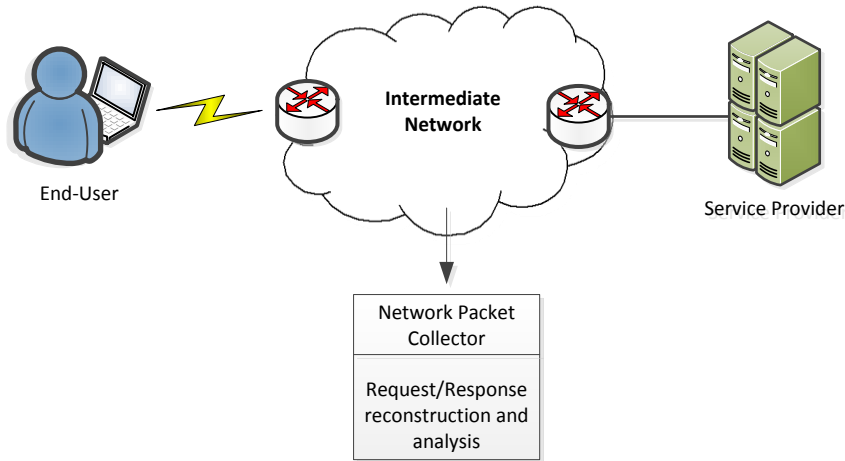 Intermediate
Network
End-User
Service Provider
Network Packet
Collector
Request/Response
reconstruction and
analysis